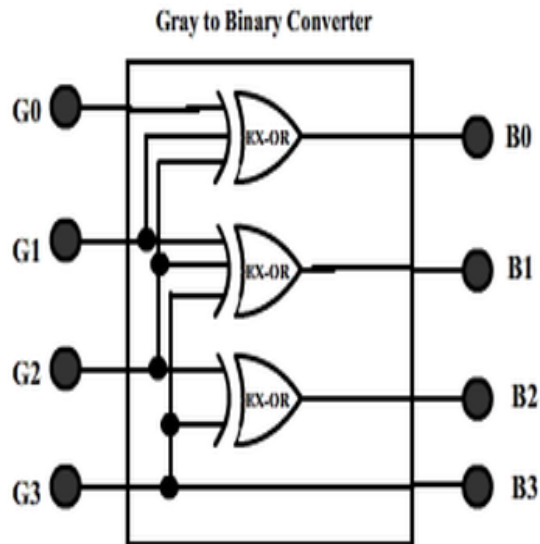 Gray to Binary Converter
G0
EX-OR
B0
G1
EX-OR
B1
G2
EX-OR
B2
G3
B3